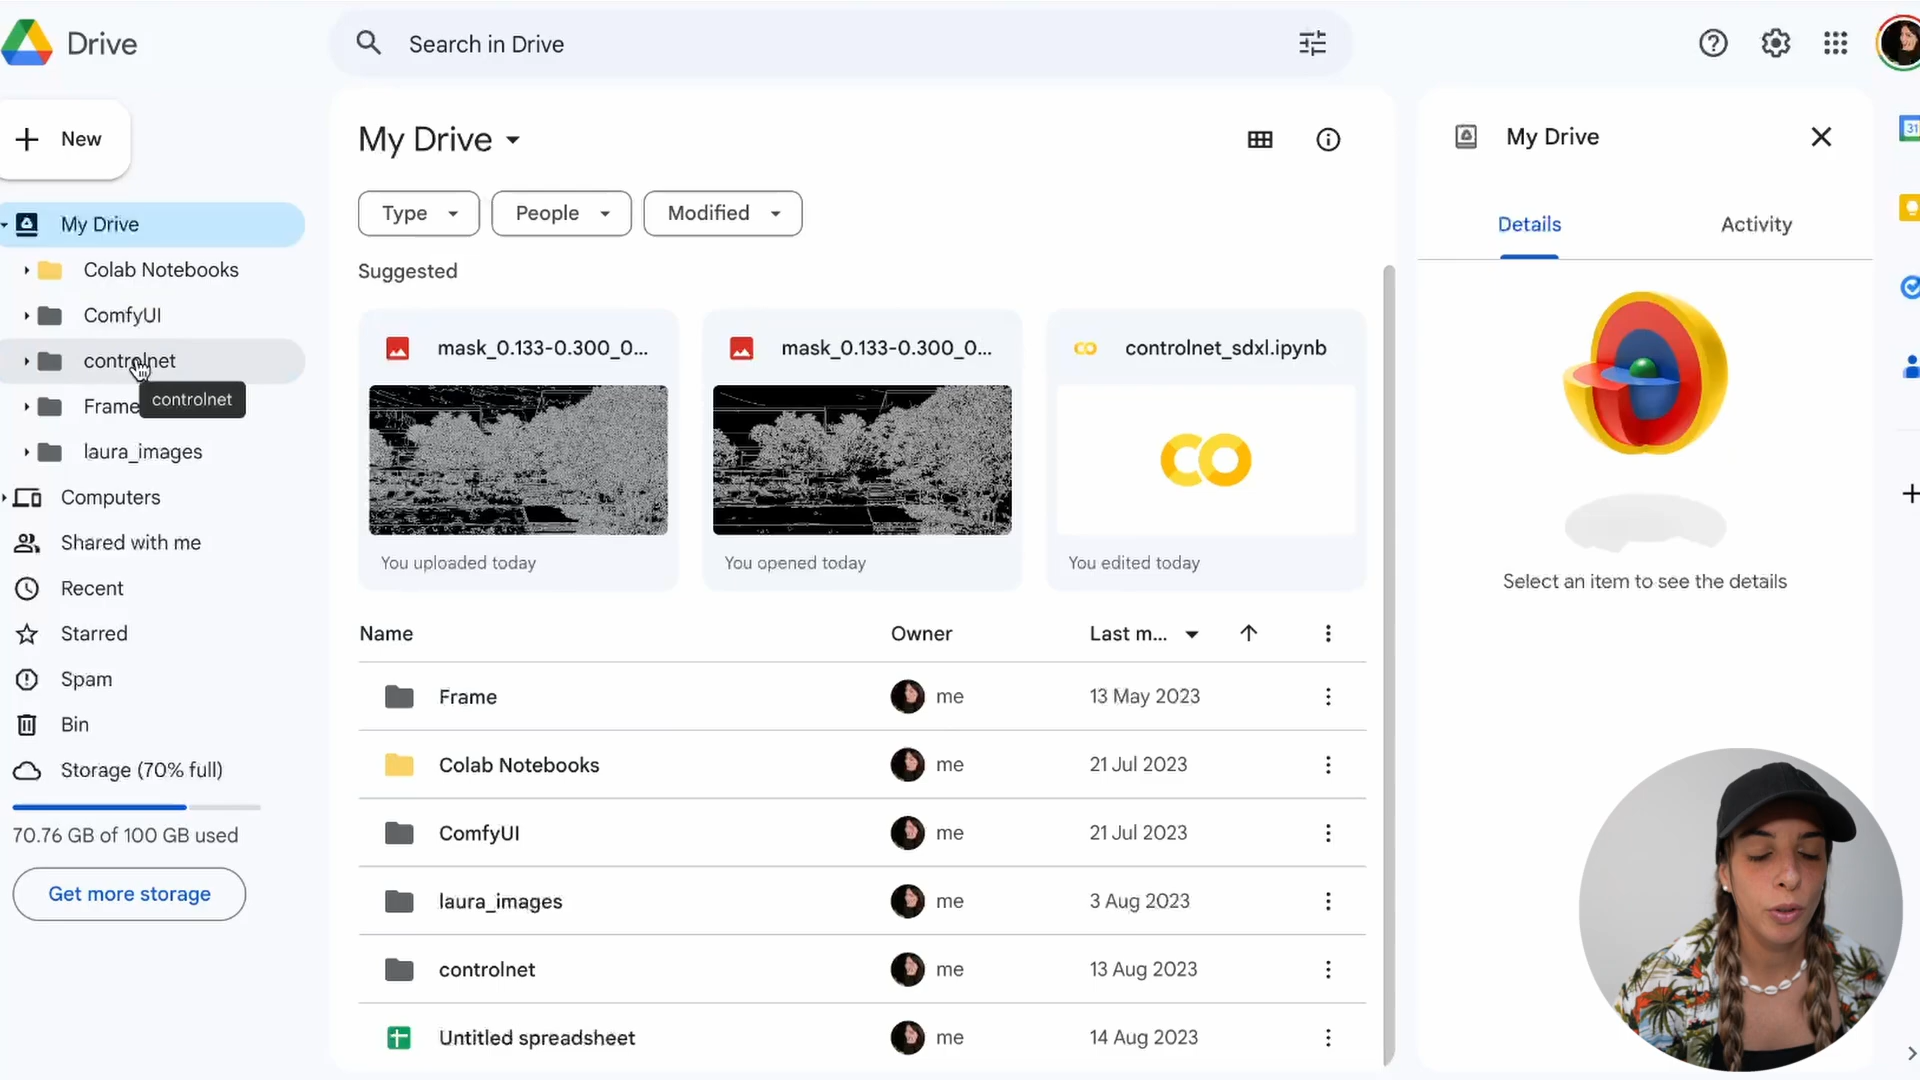 Drive
Search in Drive
New
My Drive
Colab Notebooks
ComfyUI
controlnet
controlnet
Frame
laura_images
Computers
Shared with me
Recent
Starred
Spam
Bin
Storage (70% full)
70.76 GB of 100 GB used
Get more storage
My Drive
Type
People
Modified
Suggested
mask_0.133-0.300_0...
You uploaded today
mask_0.133-0.300_0...
You opened today
controlnet_sdxl.ipynb
You edited today
Name Owner Last m...
Frame me 13 May 2023
Colab Notebooks me 21 Jul 2023
ComfyUI me 21 Jul 2023
laura_images me 3 Aug 2023
controlnet me 13 Aug 2023
Untitled spreadsheet me 14 Aug 2023
My Drive
Details
Activity
Select an item to see the details
31